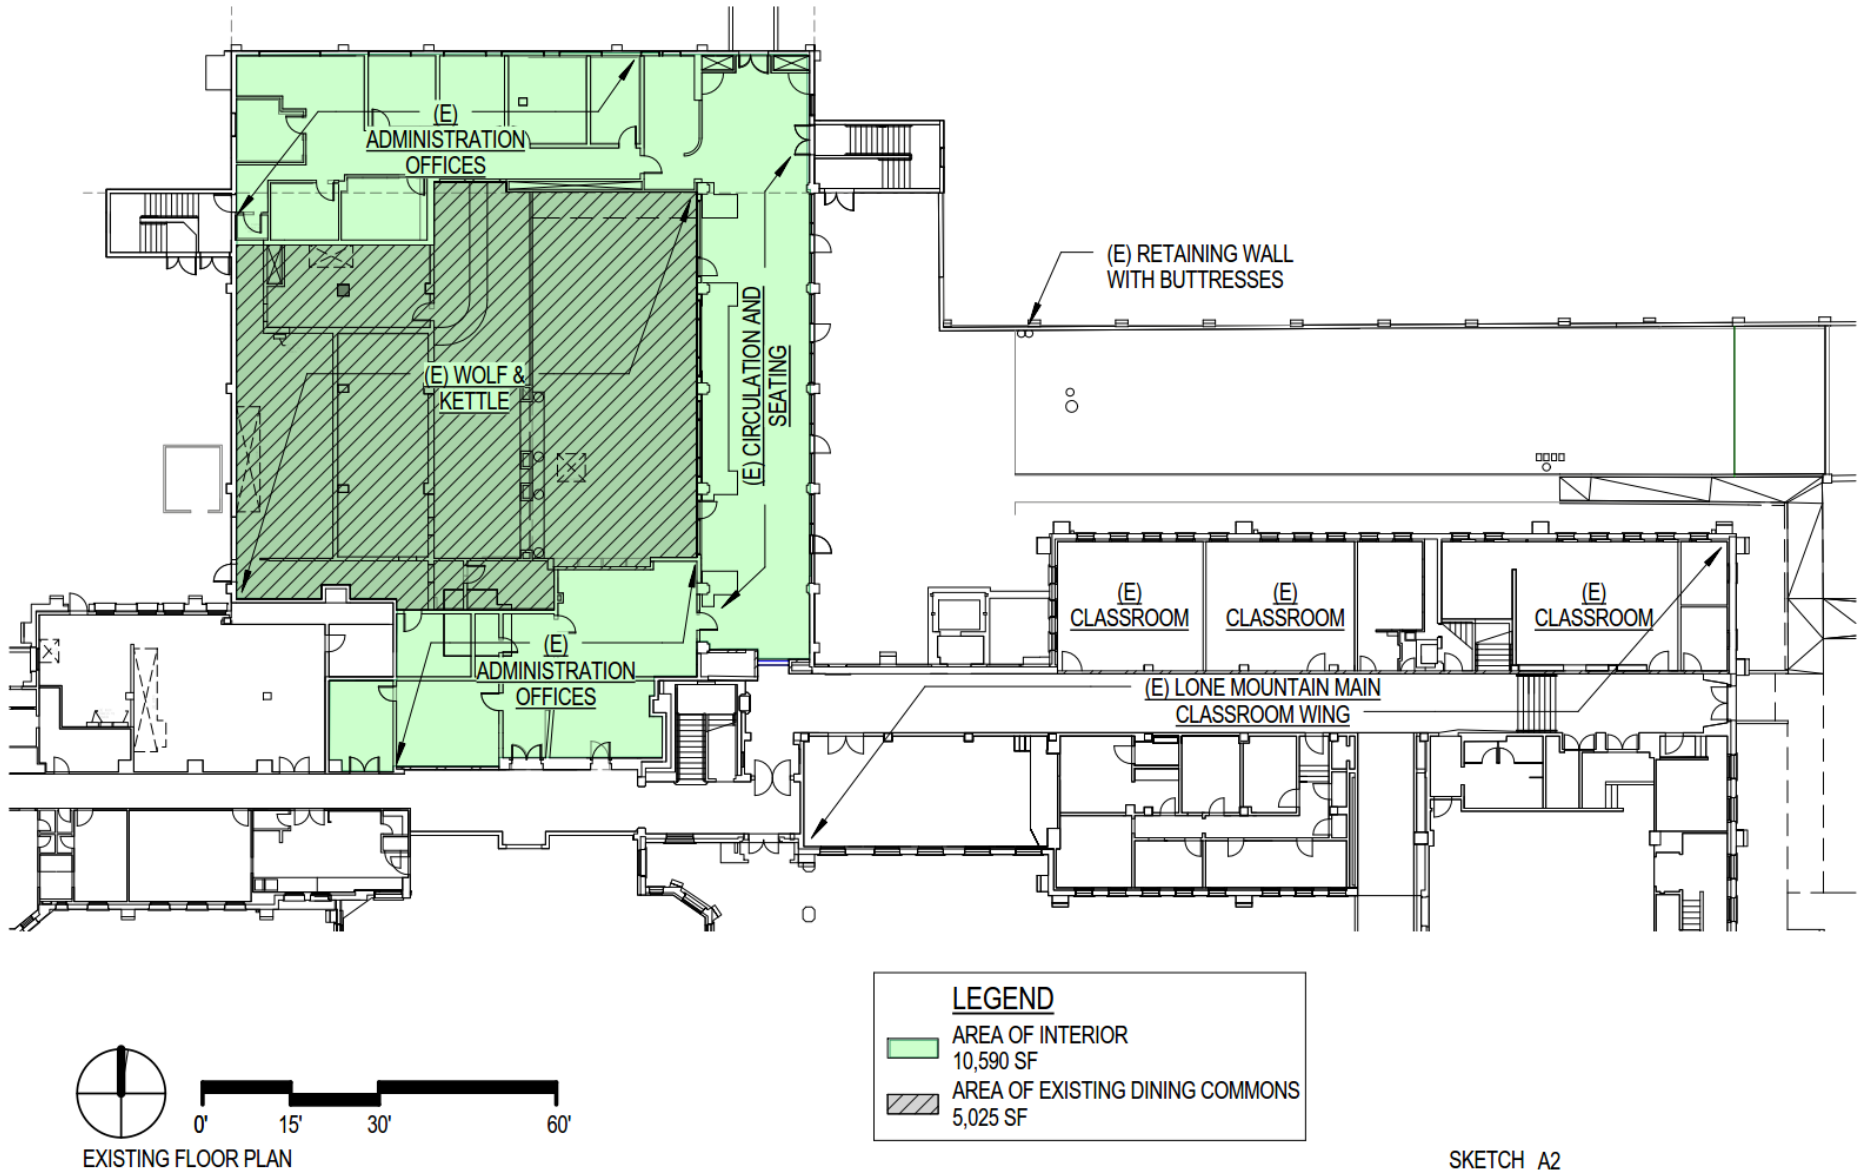 (E)
ADMINISTRATION
OFFICES
(E) RETAINING WALL
WITH BUTTRESSES
(E) CIRCULATION AND
SEATING
(E) WOLF &
KETTLE
(E)
CLASSROOM
(E)
CLASSROOM
(E)
CLASSROOM
(E)
ADMINISTRATION
OFFICES
(E) LONE MOUNTAIN MAIN
CLASSROOM WING
LEGEND
AREA OF INTERIOR
10,590 SF
AREA OF EXISTING DINING COMMONS
5,025 SF
0' 15' 30' 60'
EXISTING FLOOR PLAN
SKETCH A2